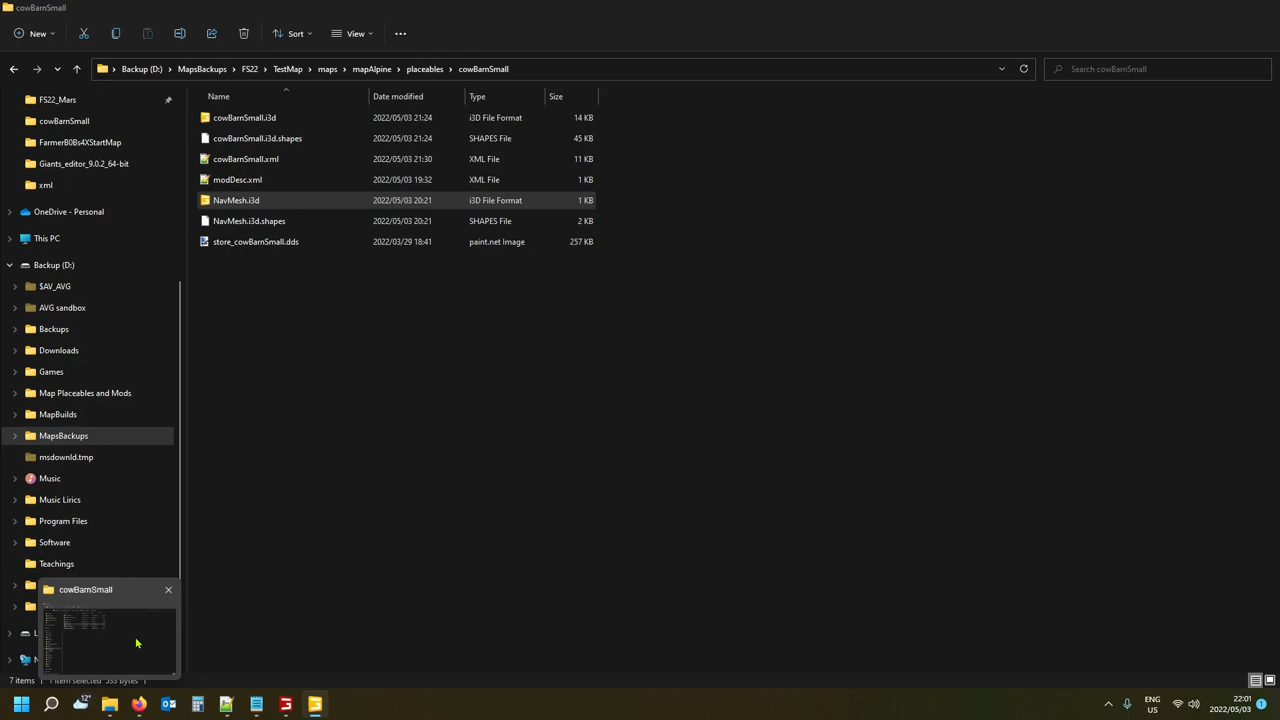 cowBarnSmall
New
Sort
View
Backup (D:) > MapsBackups > FS22 > TestMap > maps > mapAlpine > placeables > cowBarnSmall
Search cowBarnSmall
Name Date modified Type Size
FS22_Mars
cowBarnSmall
FarmerB0Bs4XStartMap
Giants_editor_9.0.2_64-bit
xml
OneDrive - Personal
This PC
Backup (D:)
$AV_AVG
AVG sandbox
Backups
Downloads
Games
Map Placeables and Mods
MapBuilds
MapsBackups
msdownld.tmp
Music
Music Lirics
Program Files
Software
Teachings
cowBarnSmall.i3d 2022/05/03 21:24 i3D File Format 14 KB
cowBarnSmall.i3d.shapes 2022/05/03 21:24 SHAPES File 45 KB
cowBarnSmall.xml 2022/05/03 21:30 XML File 11 KB
modDesc.xml 2022/05/03 19:32 XML File 1 KB
NavMesh.i3d 2022/05/03 20:21 i3D File Format 1 KB
NavMesh.i3d.shapes 2022/05/03 20:21 SHAPES File 2 KB
store_cowBarnSmall.dds 2022/03/29 18:41 paint.net Image 257 KB
cowBarnSmall
7 items
12°
ENG
US
22:01
2022/05/03
1